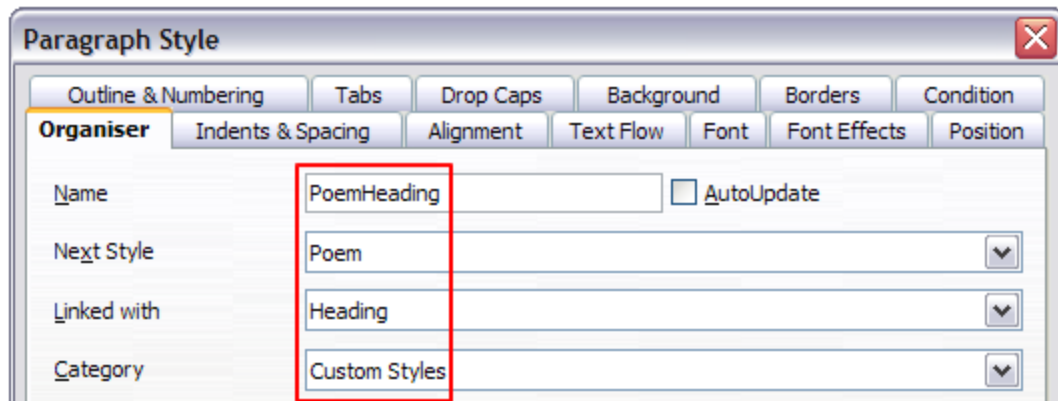 Paragraph Style
Outline & Numbering Tabs Drop Caps Background Borders Condition
Organiser Indents & Spacing Alignment Text Flow Font Font Effects Position
Name PoemHeading AutoUpdate
Next Style Poem
Linked with Heading
Category Custom Styles